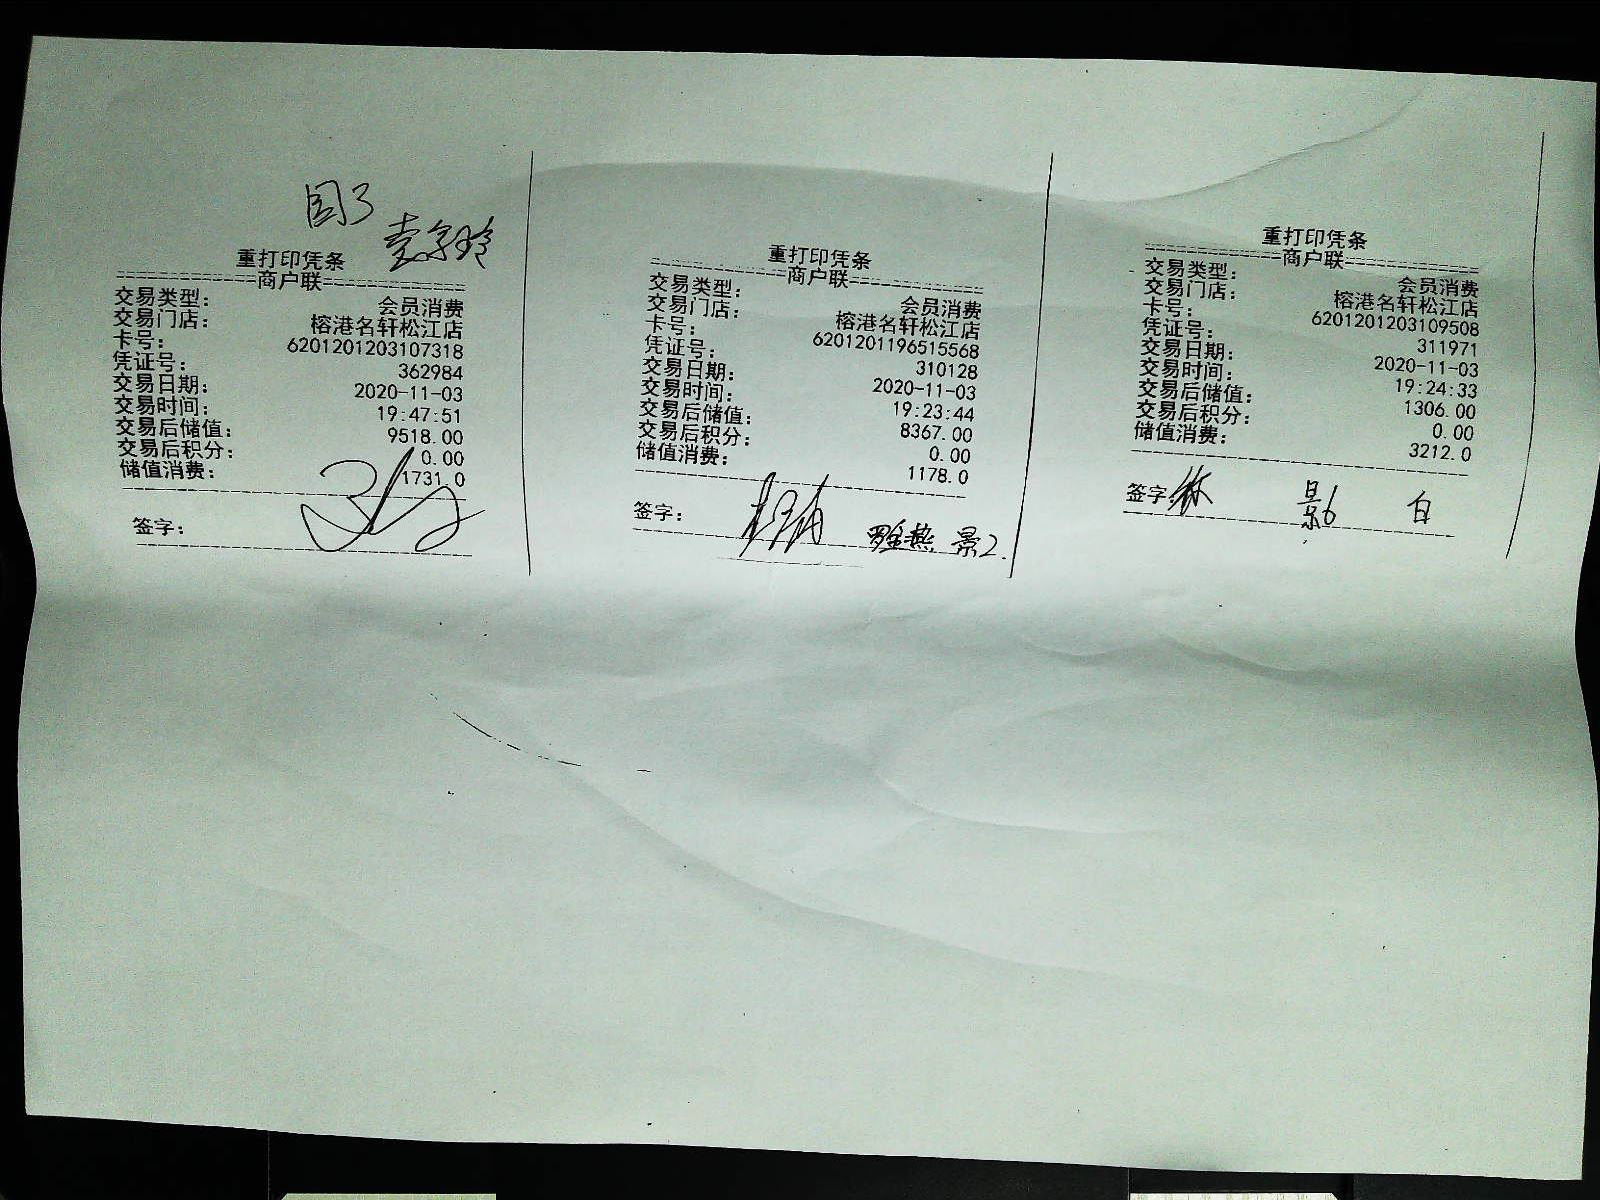 重打印凭条
======商户联======
交易类型: 会员消费
交易门店: 榕港名轩松江店
卡号: 6201201203107318
凭证号: 362984
交易日期: 2020-11-03
交易时间: 19:47:51
交易后储值: 9518.00
交易后积分: 0.00
储值消费: 1731.0
签字:
重打印凭条
======商户联======
交易类型: 会员消费
交易门店: 榕港名轩松江店
卡号: 6201201196515568
凭证号: 310128
交易日期: 2020-11-03
交易时间: 19:23:44
交易后储值: 8367.00
交易后积分: 0.00
储值消费: 1178.0
签字:
景2.
重打印凭条
======商户联======
交易类型: 会员消费
交易门店: 榕港名轩松江店
卡号: 6201201203109508
凭证号: 311971
交易日期: 2020-11-03
交易时间: 19:24:33
交易后储值: 1306.00
交易后积分: 0.00
储值消费: 3212.0
签字: 林 景6 白